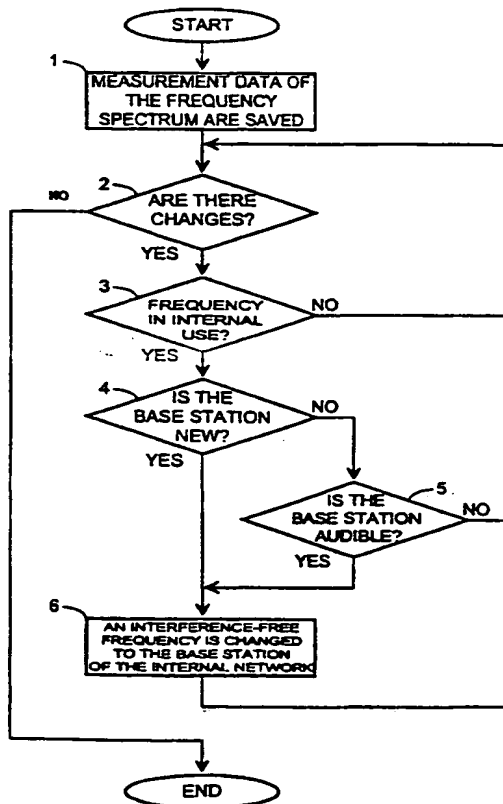 START
1
MEASUREMENT DATA OF
THE FREQUENCY
SPECTRUM ARE SAVED
2
NO
ARE THERE
CHANGES?
YES
3
FREQUENCY
IN INTERNAL
USE?
NO
YES
4
IS THE
BASE STATION
NEW?
NO
YES
5
IS THE
BASE STATION
AUDIBLE?
NO
YES
6
AN INTERFERENCE-FREE
FREQUENCY IS CHANGED
TO THE BASE STATION
OF THE INTERNAL NETWORK
END